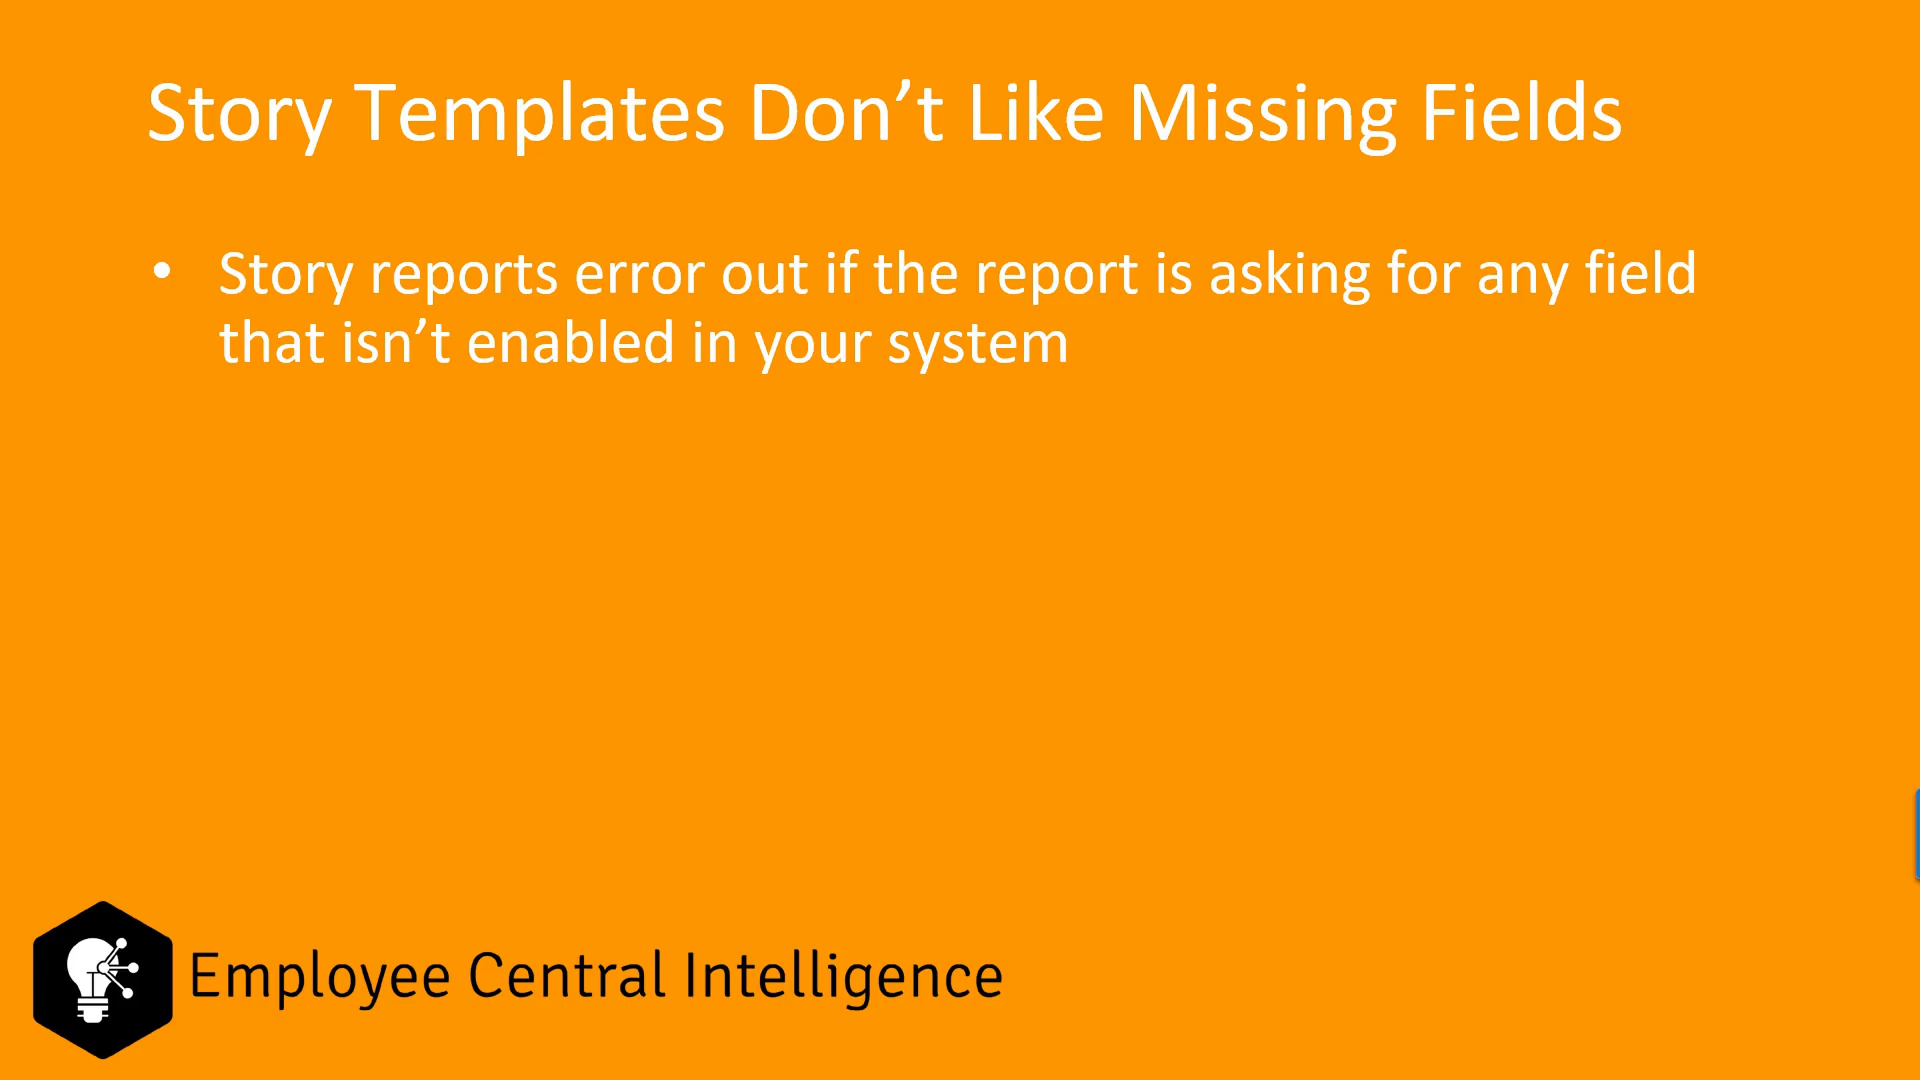 Story Templates Don’t Like Missing Fields
• Story reports error out if the report is asking for any field
that isn’t enabled in your system
Employee Central Intelligence